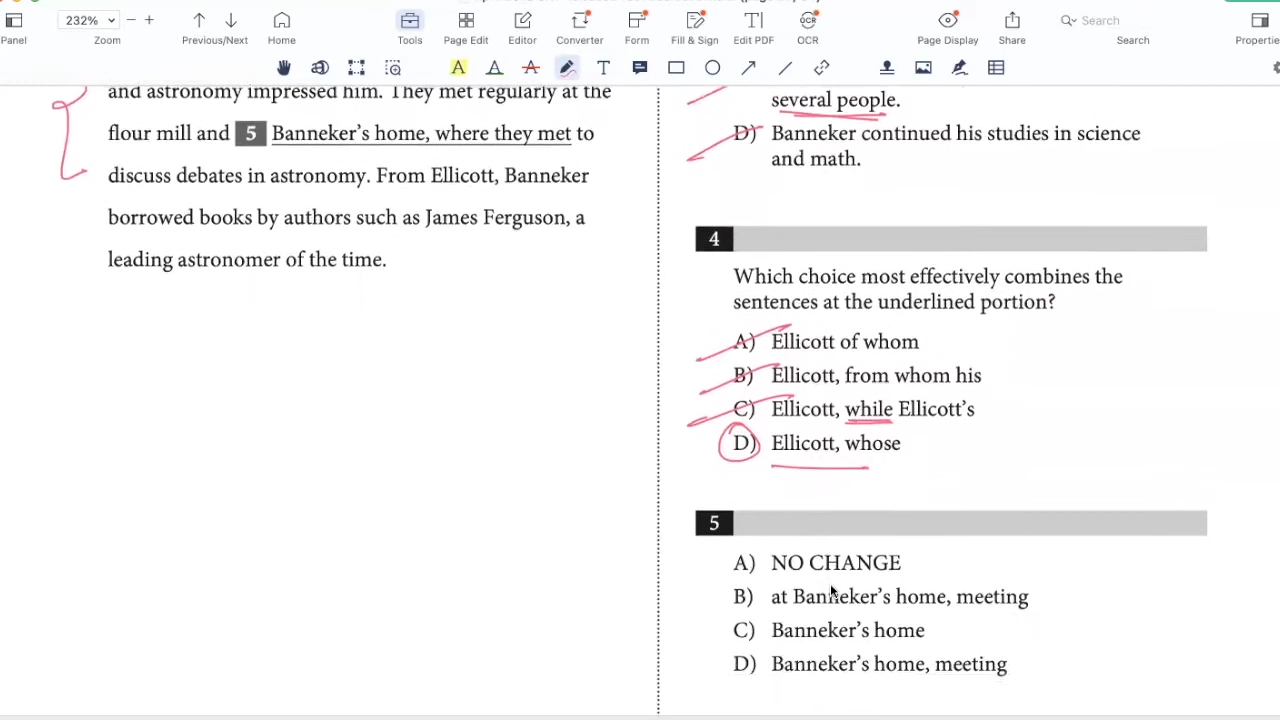 232%
Search
Panel
Zoom
Previous/Next
Home
Tools
Page Edit
Editor
Converter
Form
Fill & Sign
Edit PDF
OCR
Page Display
Share
Search
and astronomy impressed him. They met regularly at the
flour mill and 5 Banneker's home, where they met to
discuss debates in astronomy. From Ellicott, Banneker
borrowed books by authors such as James Ferguson, a
leading astronomer of the time.
several people.
D) Banneker continued his studies in science
and math.
4
Which choice most effectively combines the
sentences at the underlined portion?
A) Ellicott of whom
B) Ellicott, from whom his
C) Ellicott, while Ellicott's
D) Ellicott, whose
5
A) NO CHANGE
B) at Banneker's home, meeting
C) Banneker's home
D) Banneker's home, meeting